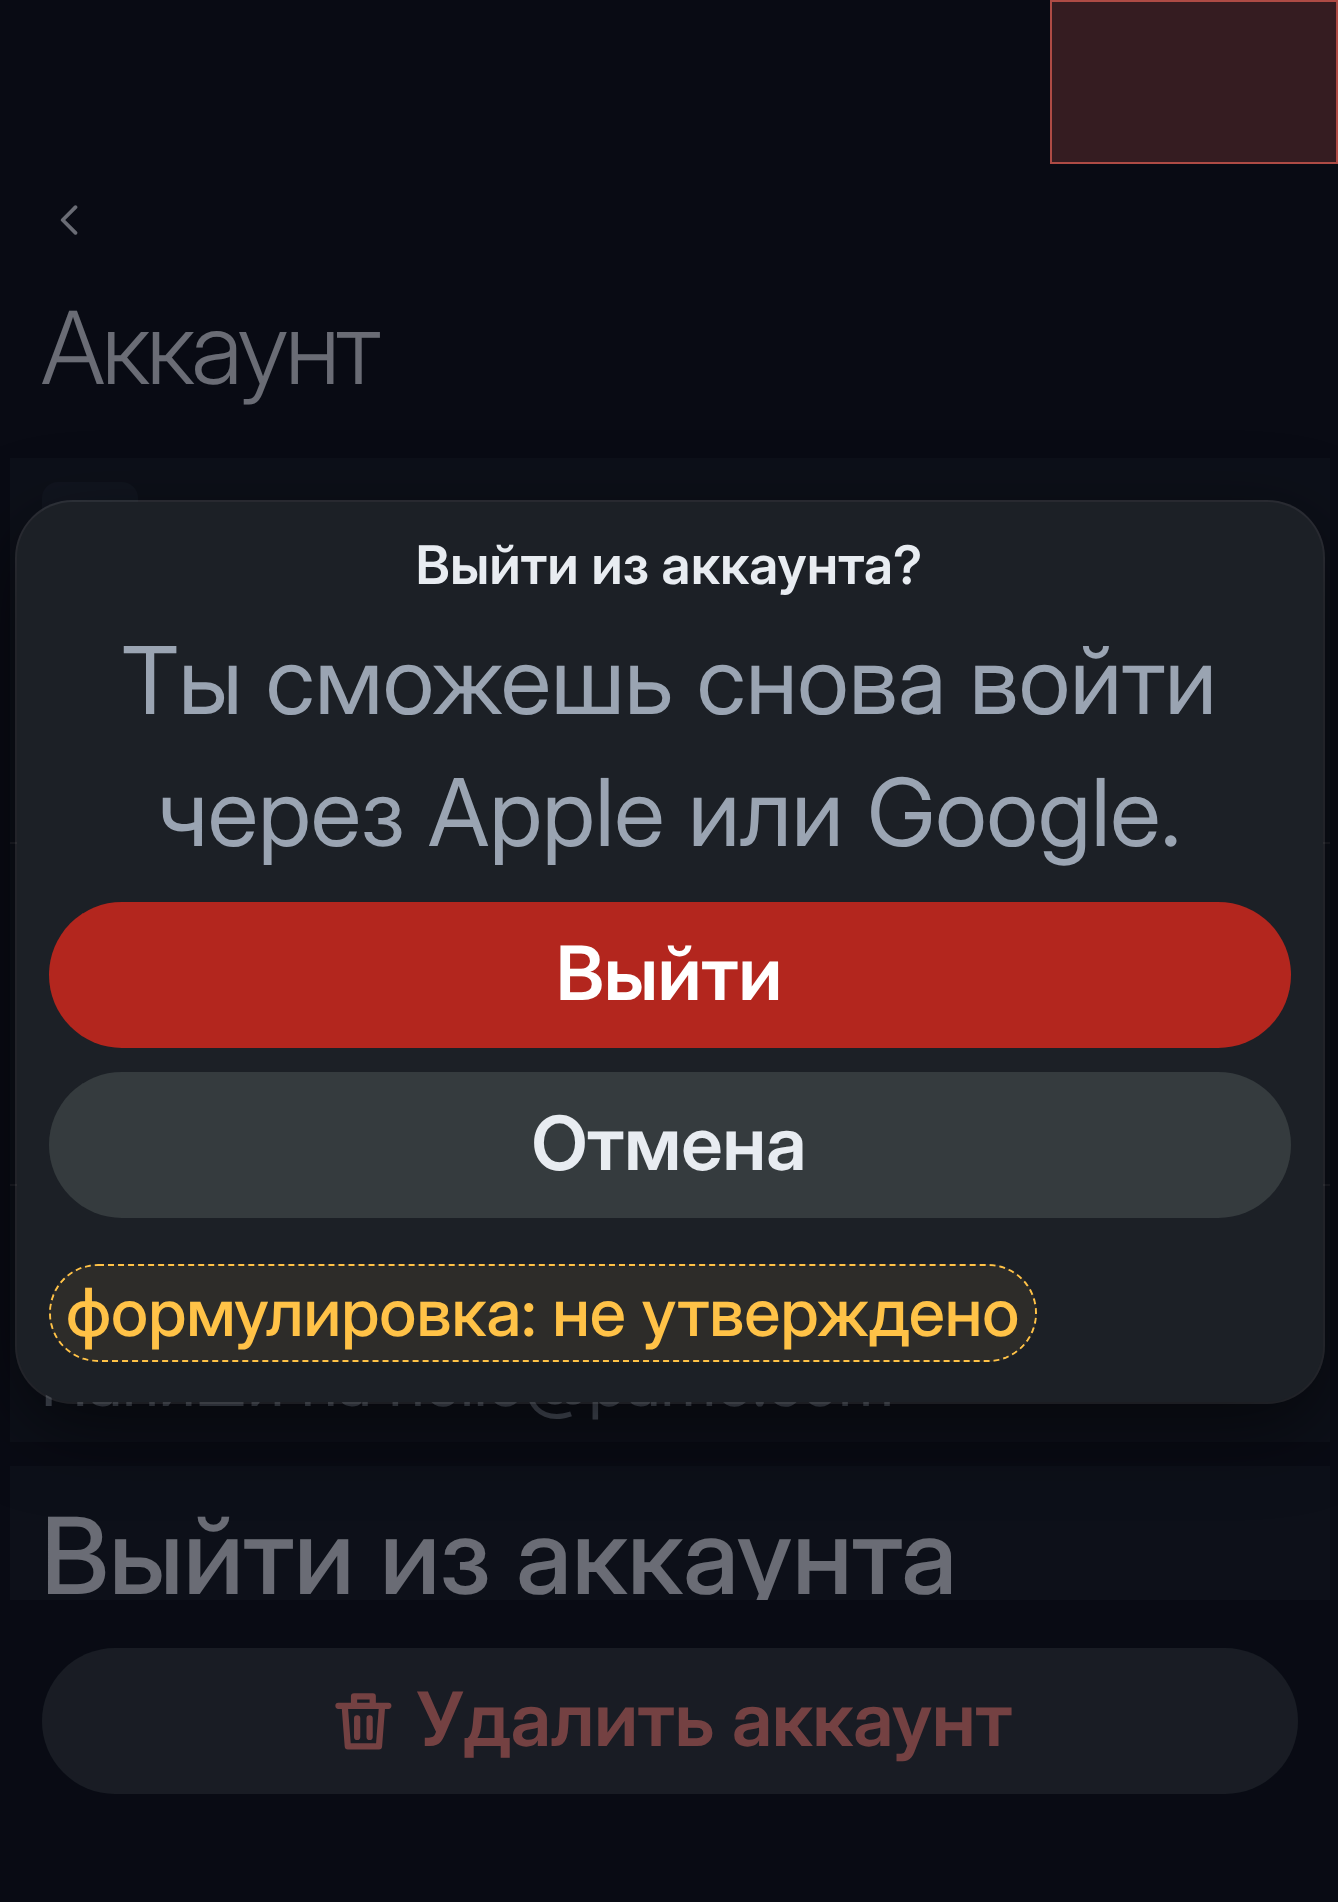 Аккаунт
Выйти из аккаунта?
Ты сможешь снова войти
через Apple или Google.
Выйти
Отмена
формулировка: не утверждено
Выйти из аккаунта
Удалить аккаунт